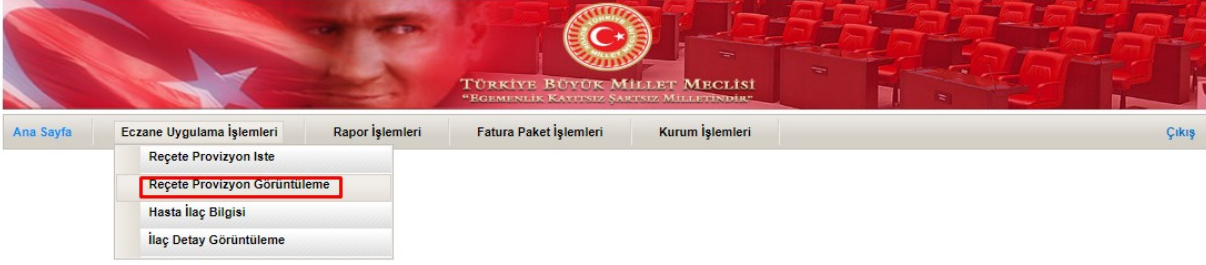 TÜRKİYE BÜYÜK MİLLET MECLİSİ
"EGEMENLİK KAYITSIZ ŞARTSIZ MİLLETİNDİR"
Ana Sayfa Eczane Uygulama İşlemleri Rapor İşlemleri Fatura Paket İşlemleri Kurum İşlemleri Çıkış
Reçete Provizyon Iste
Reçete Provizyon Görüntüleme
Hasta İlaç Bilgisi
İlaç Detay Görüntüleme